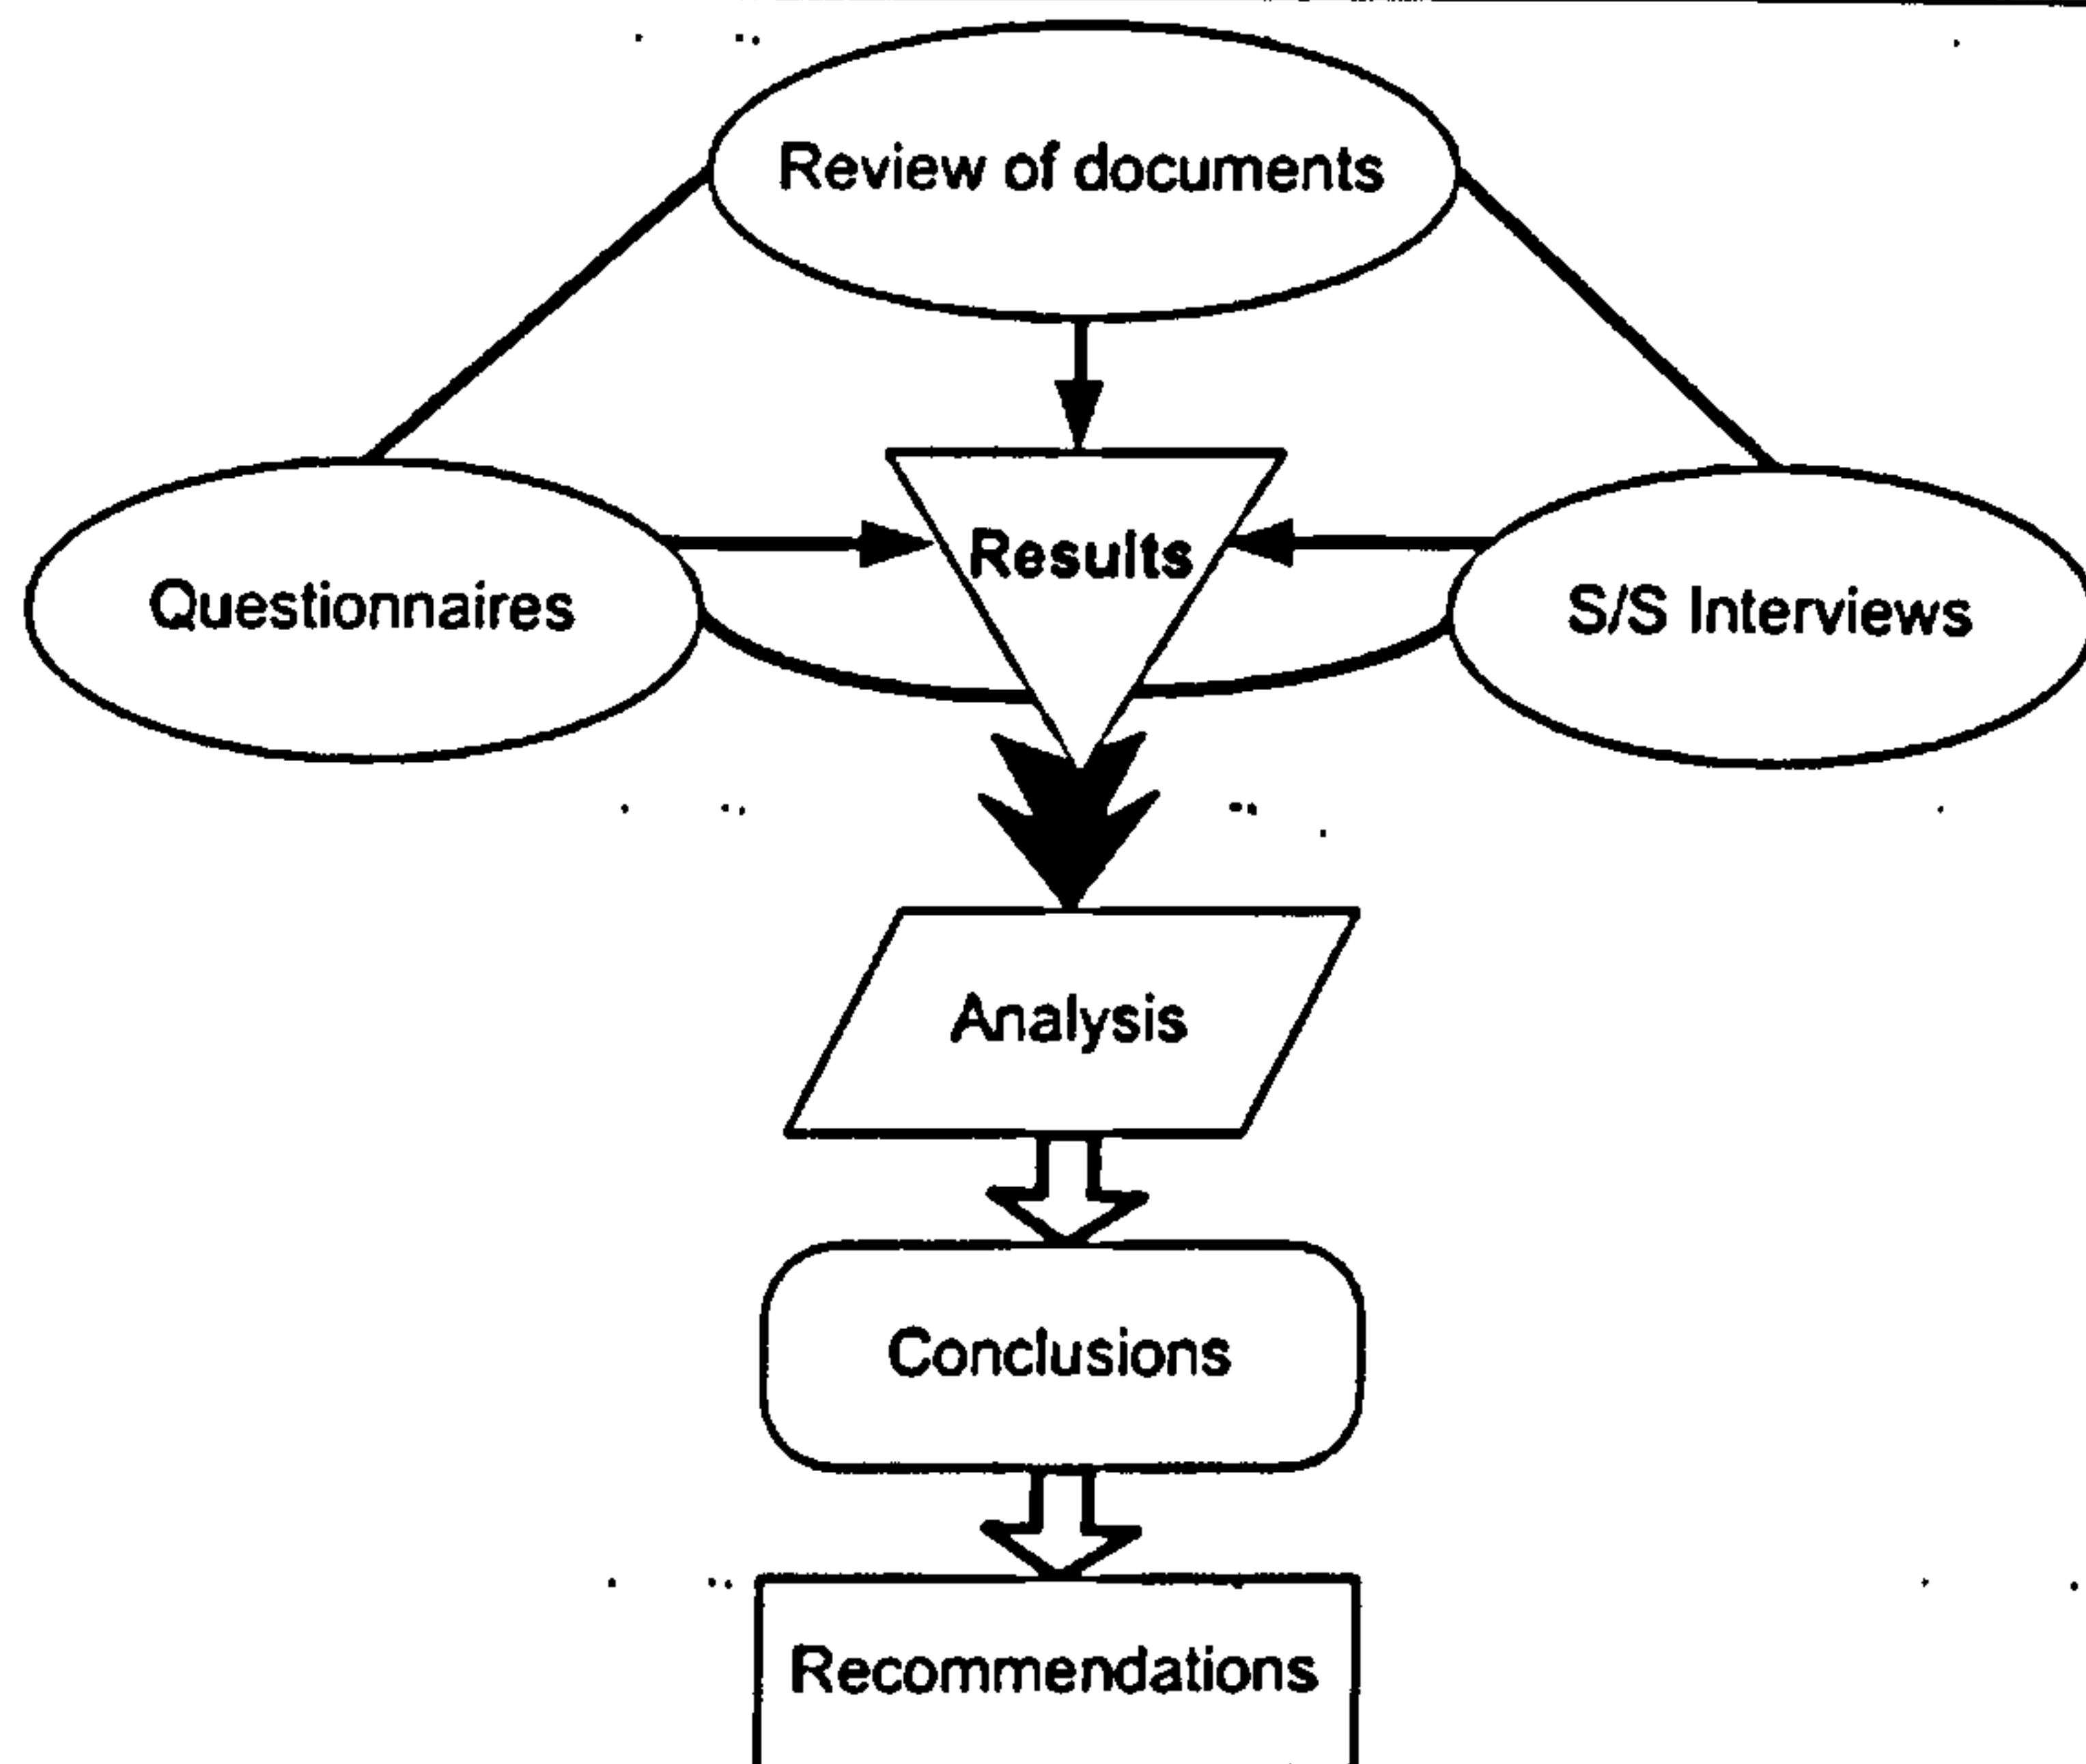 Review of documents
Results
Questionnaires
S/S Interviews
Analysis
Conclusions
Recommendations